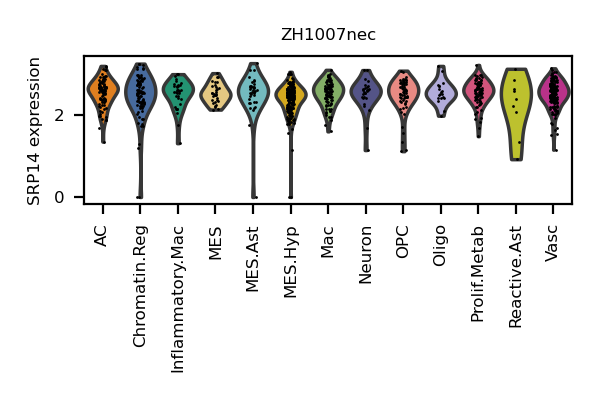 ZH1007nec
SRP14 expression
2
0
AC
Chromatin.Reg
Inflammatory.Mac
MES
MES.Ast
MES.Hyp
Mac
Neuron
OPC
Oligo
Prolif.Metab
Reactive.Ast
Vasc